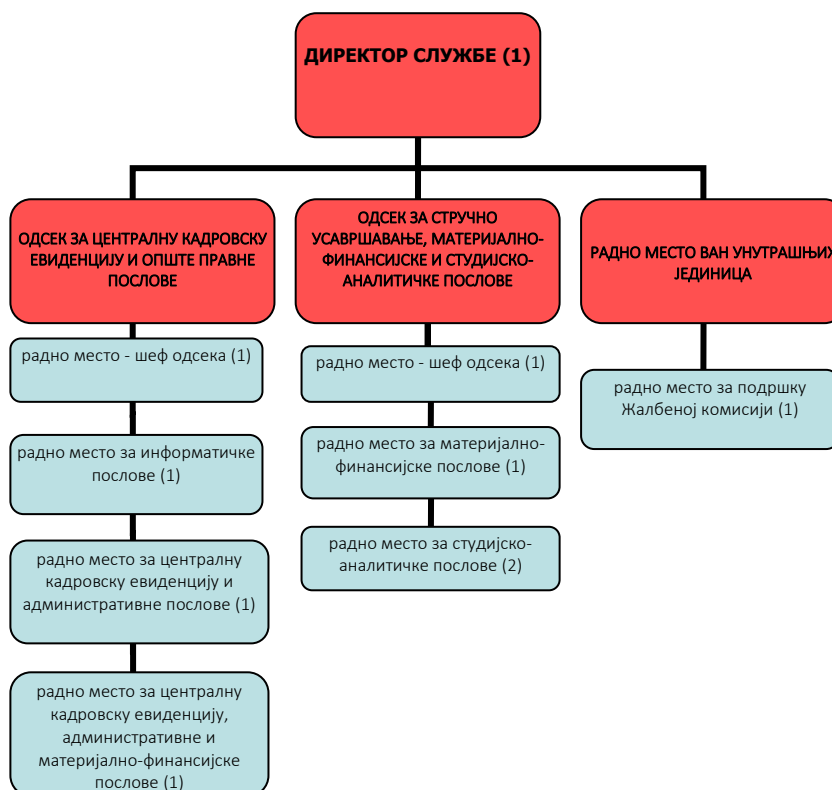 ДИРЕКТОР СЛУЖБЕ (1)
ОДСЕК ЗА ЦЕНТРАЛНУ КАДРОВСКУ
ЕВИДЕНЦИЈУ И ОПШТЕ ПРАВНЕ
ПОСЛОВЕ
радно место - шеф одсека (1)
радно место за информатичке
послове (1)
радно место за централну
кадровску евиденцију и
административне послове (1)
радно место за централну
кадровску евиденцију,
административне и
материјално-финансијске
послове (1)
ОДСЕК ЗА СТРУЧНО
УСАВРШАВАЊЕ, МАТЕРИЈАЛНО-
ФИНАНСИЈСКЕ И СТУДИЈСКО-
АНАЛИТИЧКЕ ПОСЛОВЕ
радно место - шеф одсека (1)
радно место за материјално-
финансијске послове (1)
радно место за студијско-
аналитичке послове (2)
РАДНО МЕСТО ВАН УНУТРАШЊИХ
ЈЕДИНИЦА
радно место за подршку
Жалбеној комисији (1)